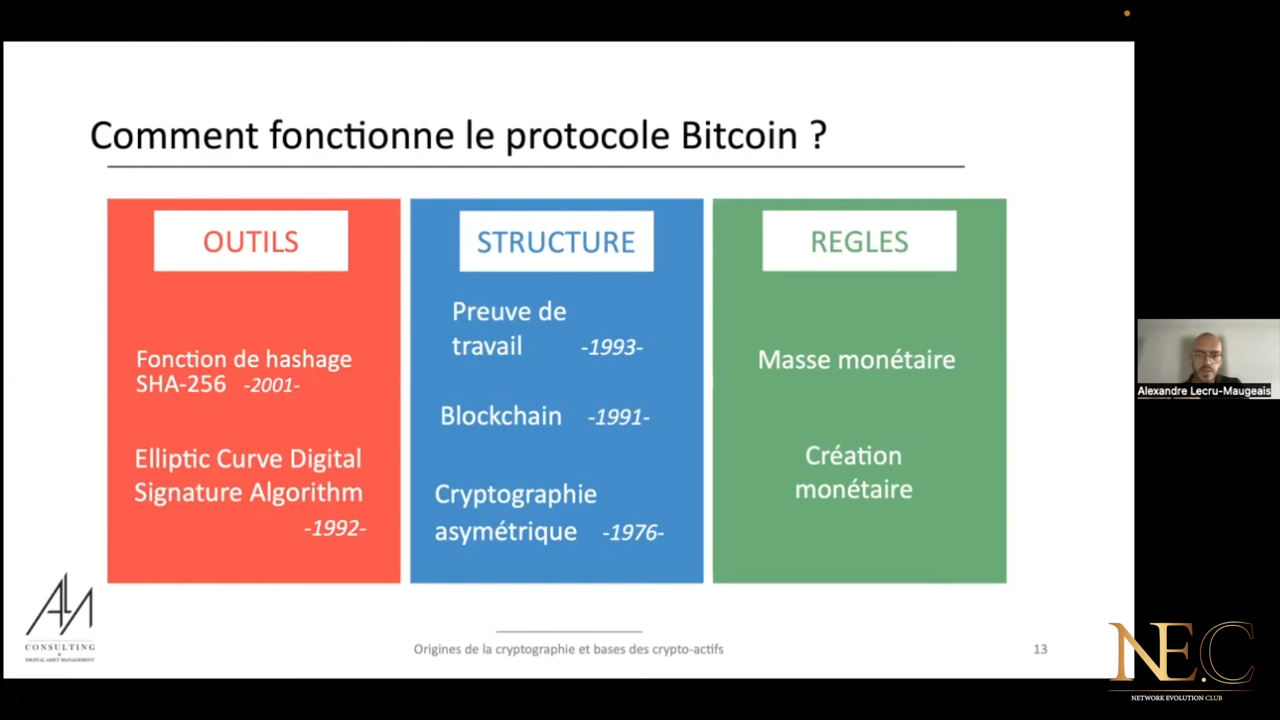 Comment fonctionne le protocole Bitcoin ?
OUTILS
Fonction de hashage
SHA-256 -2001-
Elliptic Curve Digital
Signature Algorithm
-1992-
STRUCTURE
Preuve de
travail -1993-
Blockchain -1991-
Cryptographie
asymétrique -1976-
REGLES
Masse monétaire
Création
monétaire
Alexandre Lecru-Maugeais
CONSULTING
&
DIGITAL ASSET MANAGEMENT
Origines de la cryptographie et bases des crypto-actifs
13
NE.C
NETWORK EVOLUTION CLUB